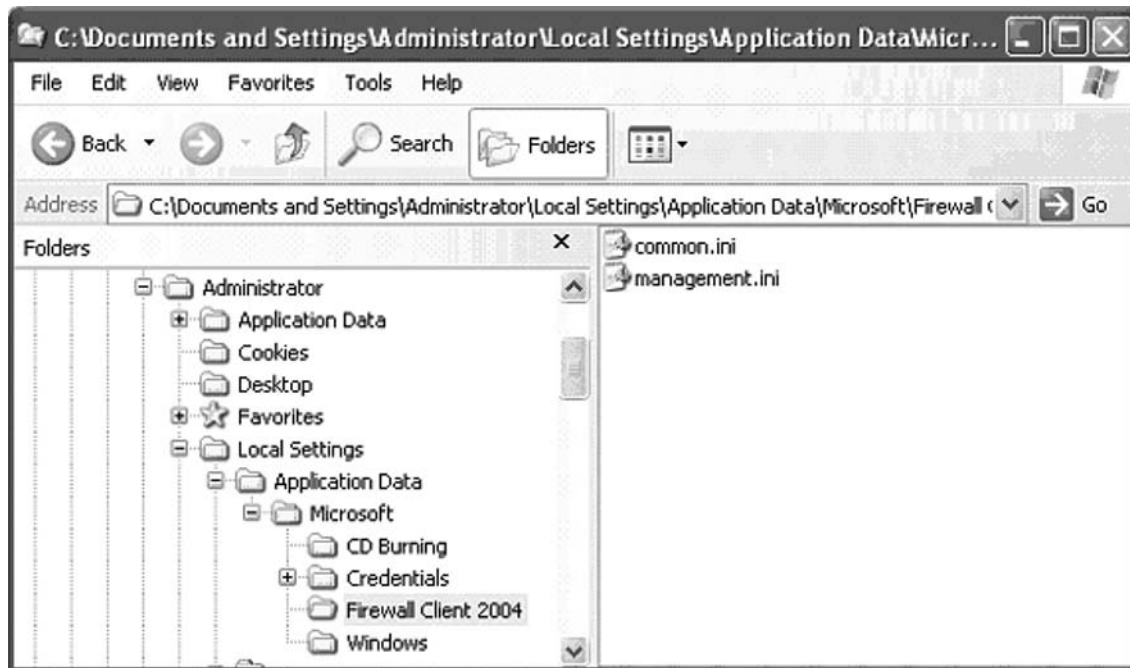 C:\Documents and Settings\Administrator\Local Settings\Application Data\Micr...
File Edit View Favorites Tools Help
Back Search Folders
Address C:\Documents and Settings\Administrator\Local Settings\Application Data\Microsoft\Firewall Go
Folders
common.ini
management.ini
Administrator
Application Data
Cookies
Desktop
Favorites
Local Settings
Application Data
Microsoft
CD Burning
Credentials
Firewall Client 2004
Windows